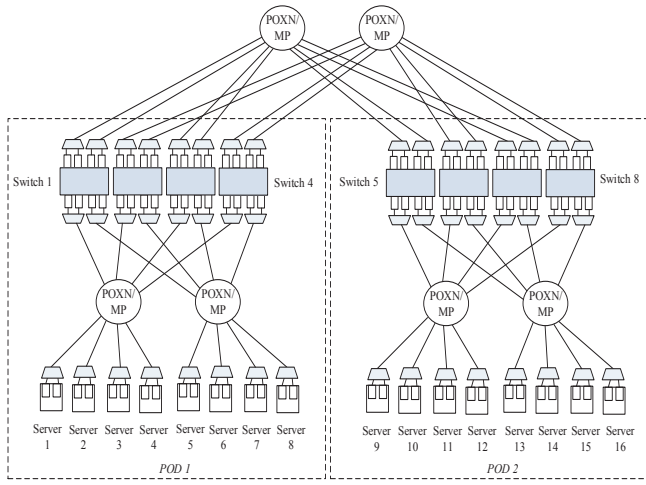 POXN/
MP
POXN/
MP
Switch 1
Switch 4
Switch 5
Switch 8
POXN/
MP
POXN/
MP
POXN/
MP
POXN/
MP
Server
1
Server
2
Server
3
Server
4
Server
5
Server
6
Server
7
Server
8
Server
9
Server
10
Server
11
Server
12
Server
13
Server
14
Server
15
Server
16
POD 1
POD 2